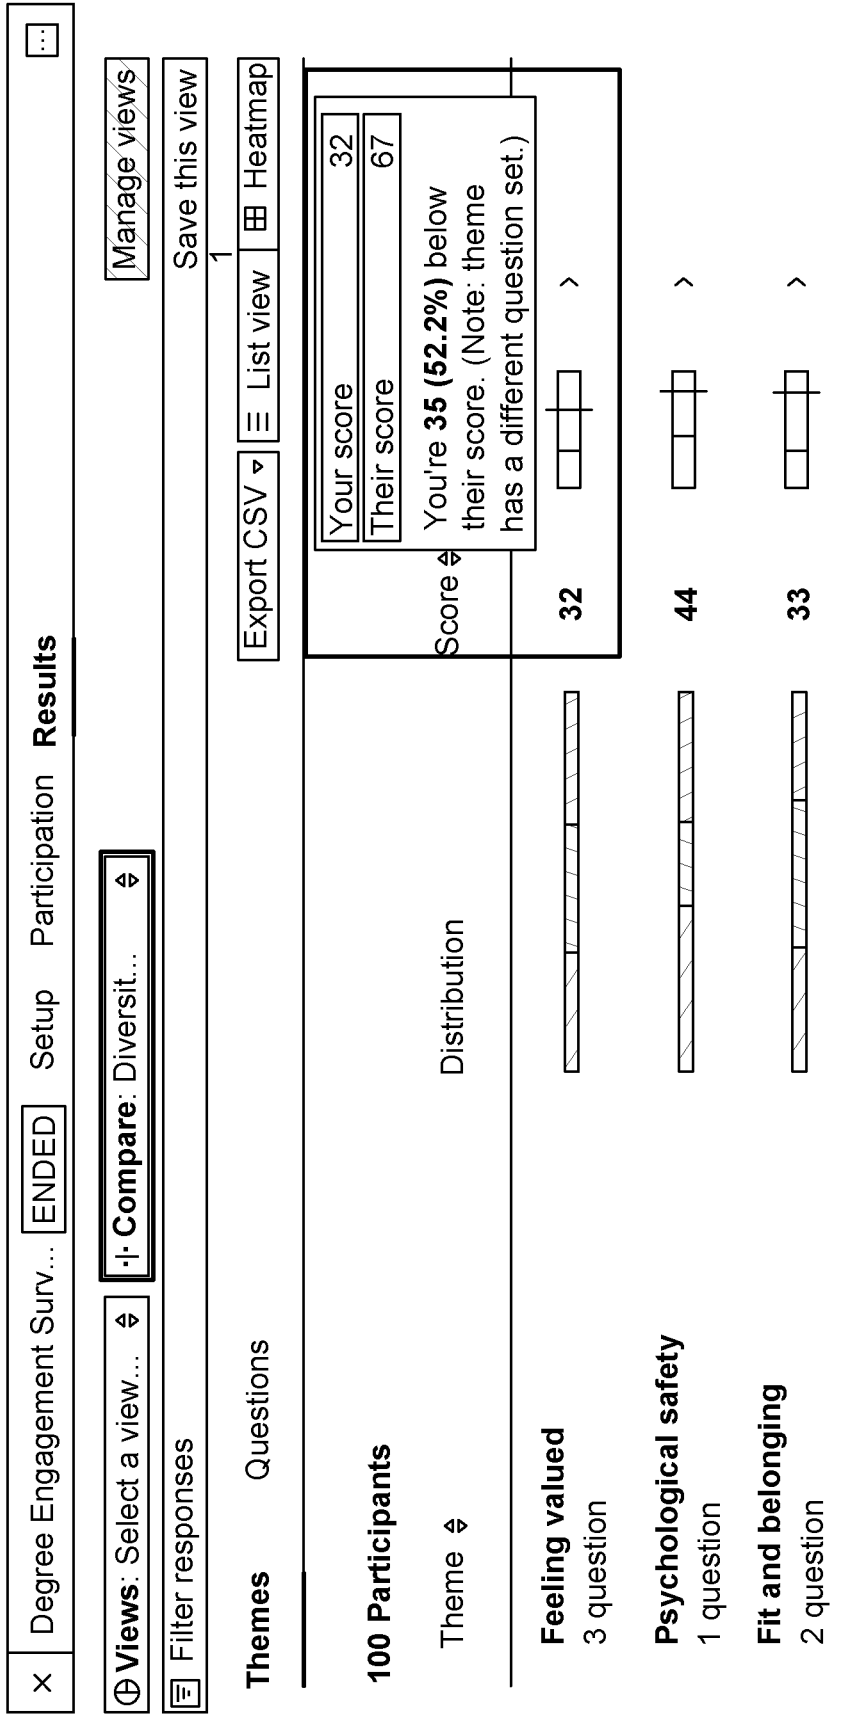 × Degree Engagement Surv... ENDED Setup Participation Results ...
Views: Select a view... Compare: Diversit... Manage views
Filter responses Save this view
1
Themes Questions Export CSV List view Heatmap
100 Participants
Your score 32
Their score 67
You're 35 (52.2%) below
their score. (Note: theme
has a different question set.)
Theme Distribution Score
Feeling valued 32 >
3 question
Psychological safety 44 >
1 question
Fit and belonging 33 >
2 question